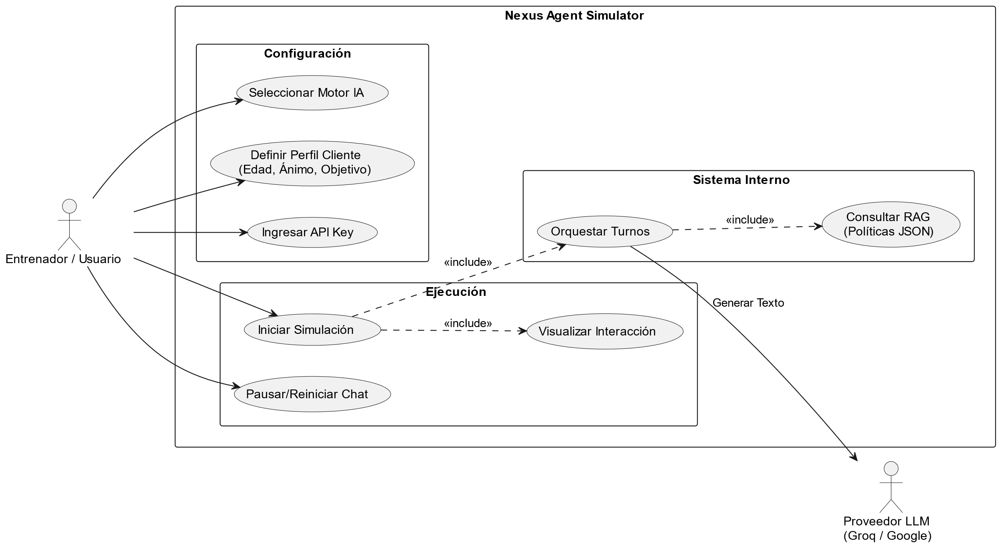 Nexus Agent Simulator
Configuración
Seleccionar Motor IA
Definir Perfil Cliente
(Edad, Ánimo, Objetivo)
Ingresar API Key
Entrenador / Usuario
Sistema Interno
Orquestar Turnos
«include»
Consultar RAG
(Políticas JSON)
«include»
Ejecución
Generar Texto
Iniciar Simulación
«include»
Visualizar Interacción
Pausar/Reiniciar Chat
Proveedor LLM
(Groq / Google)